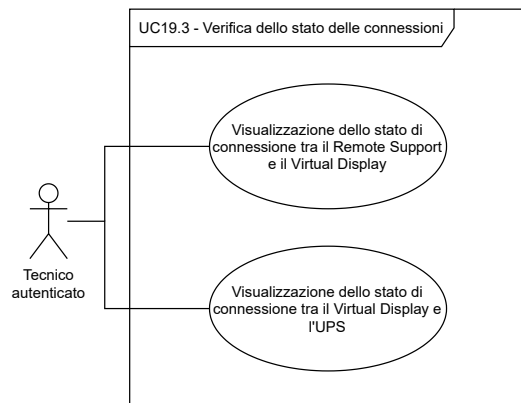 UC19.3 - Verifica dello stato delle connessioni
Visualizzazione dello stato di
connessione tra il Remote Support
e il Virtual Display
Tecnico
autenticato
Visualizzazione dello stato di
connessione tra il Virtual Display e
l'UPS